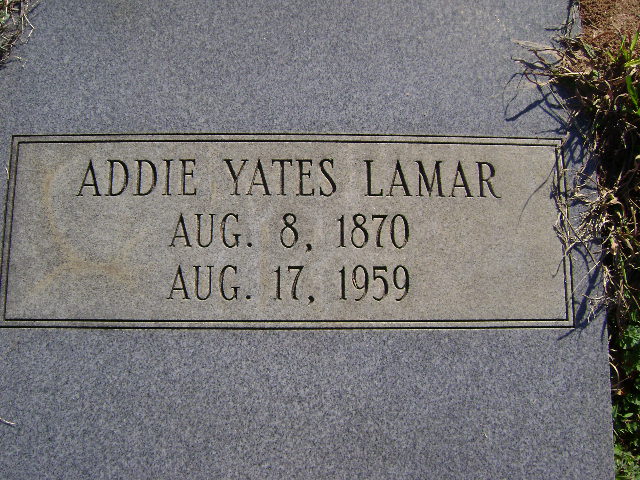 ADDIE YATES LAMAR
AUG. 8, 1870
AUG. 17, 1959